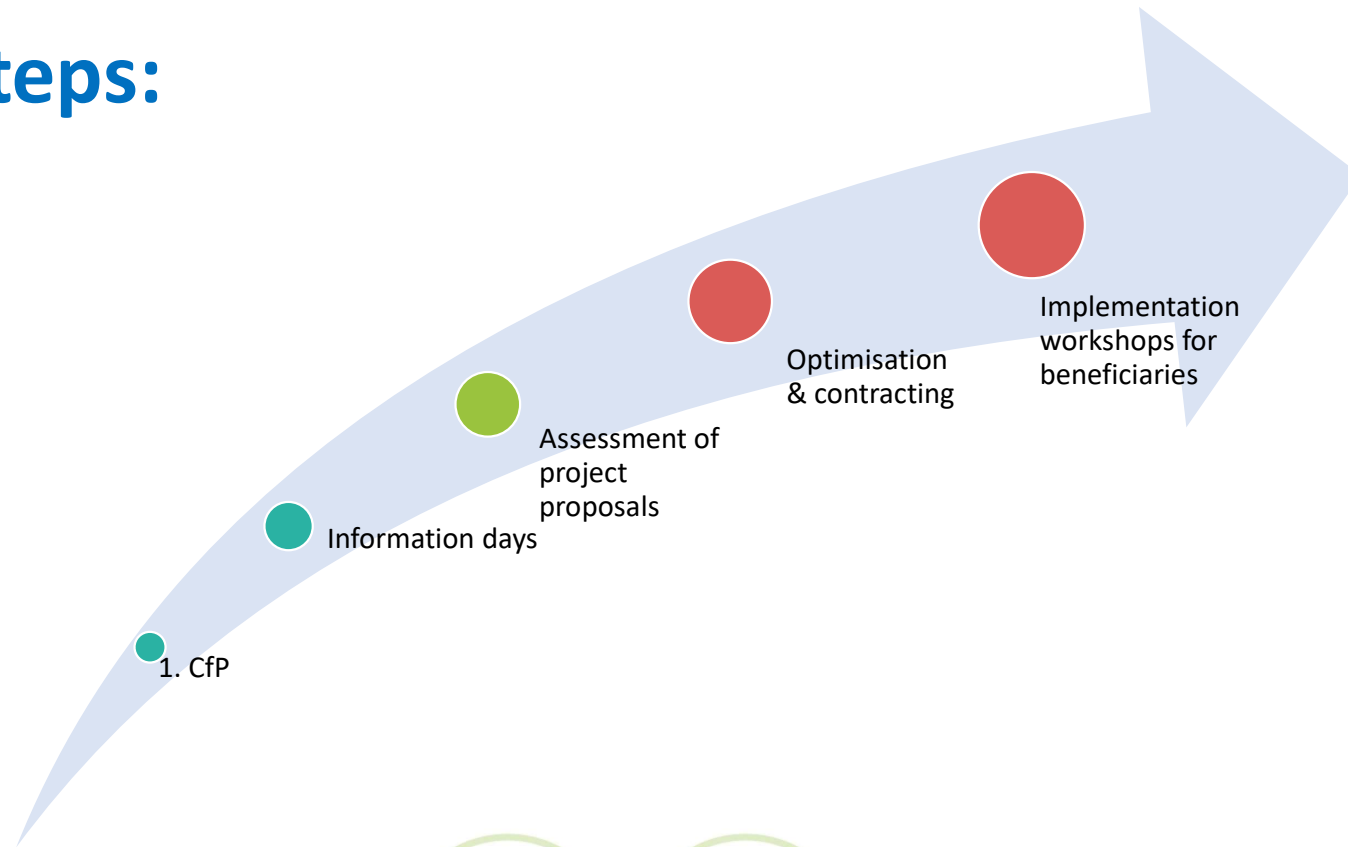 teps:
Implementation
workshops for
beneficiaries
Optimisation
& contracting
Assessment of
project
proposals
Information days
1. CfP